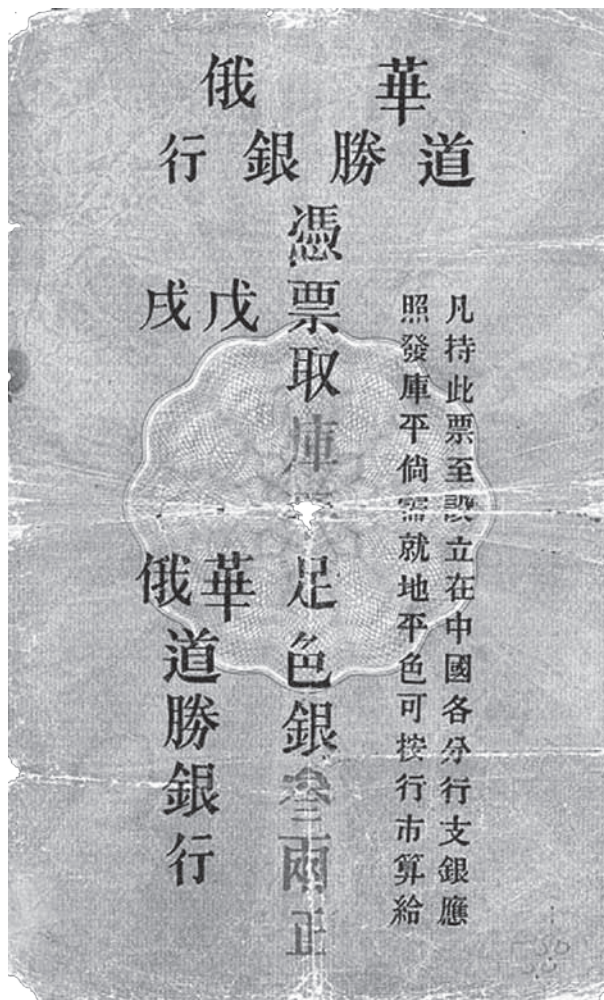 華俄
道勝銀行
凡持此票至設立在中國各分行支銀應
照發庫平倘需就地平色可按行市算給
憑票取庫足色銀叁兩正
戊戌
華俄
道勝銀行